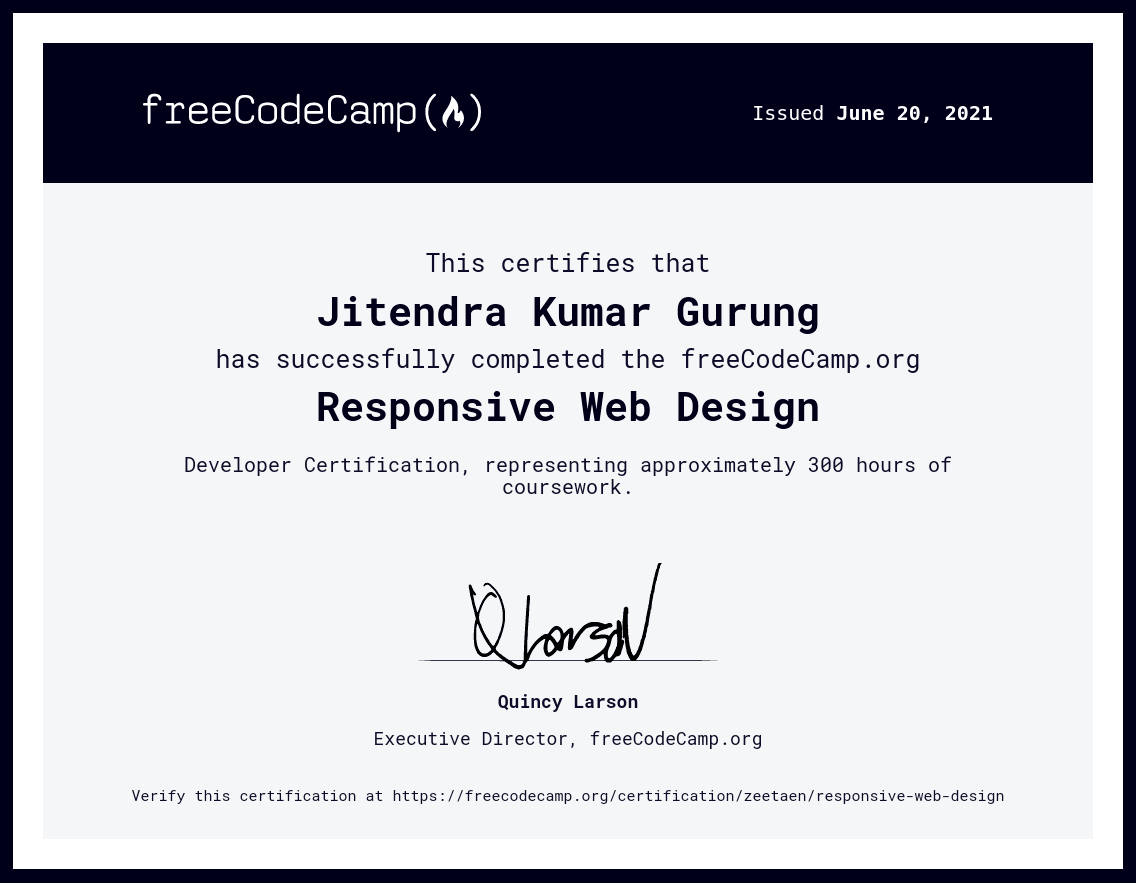 freeCodeCamp
Issued June 20, 2021
This certifies that
Jitendra Kumar Gurung
has successfully completed the freeCodeCamp.org
Responsive Web Design
Developer Certification, representing approximately 300 hours of
coursework.
Q Larson
Quincy Larson
Executive Director, freeCodeCamp.org
Verify this certification at https://freecodecamp.org/certification/zeetaen/responsive-web-design